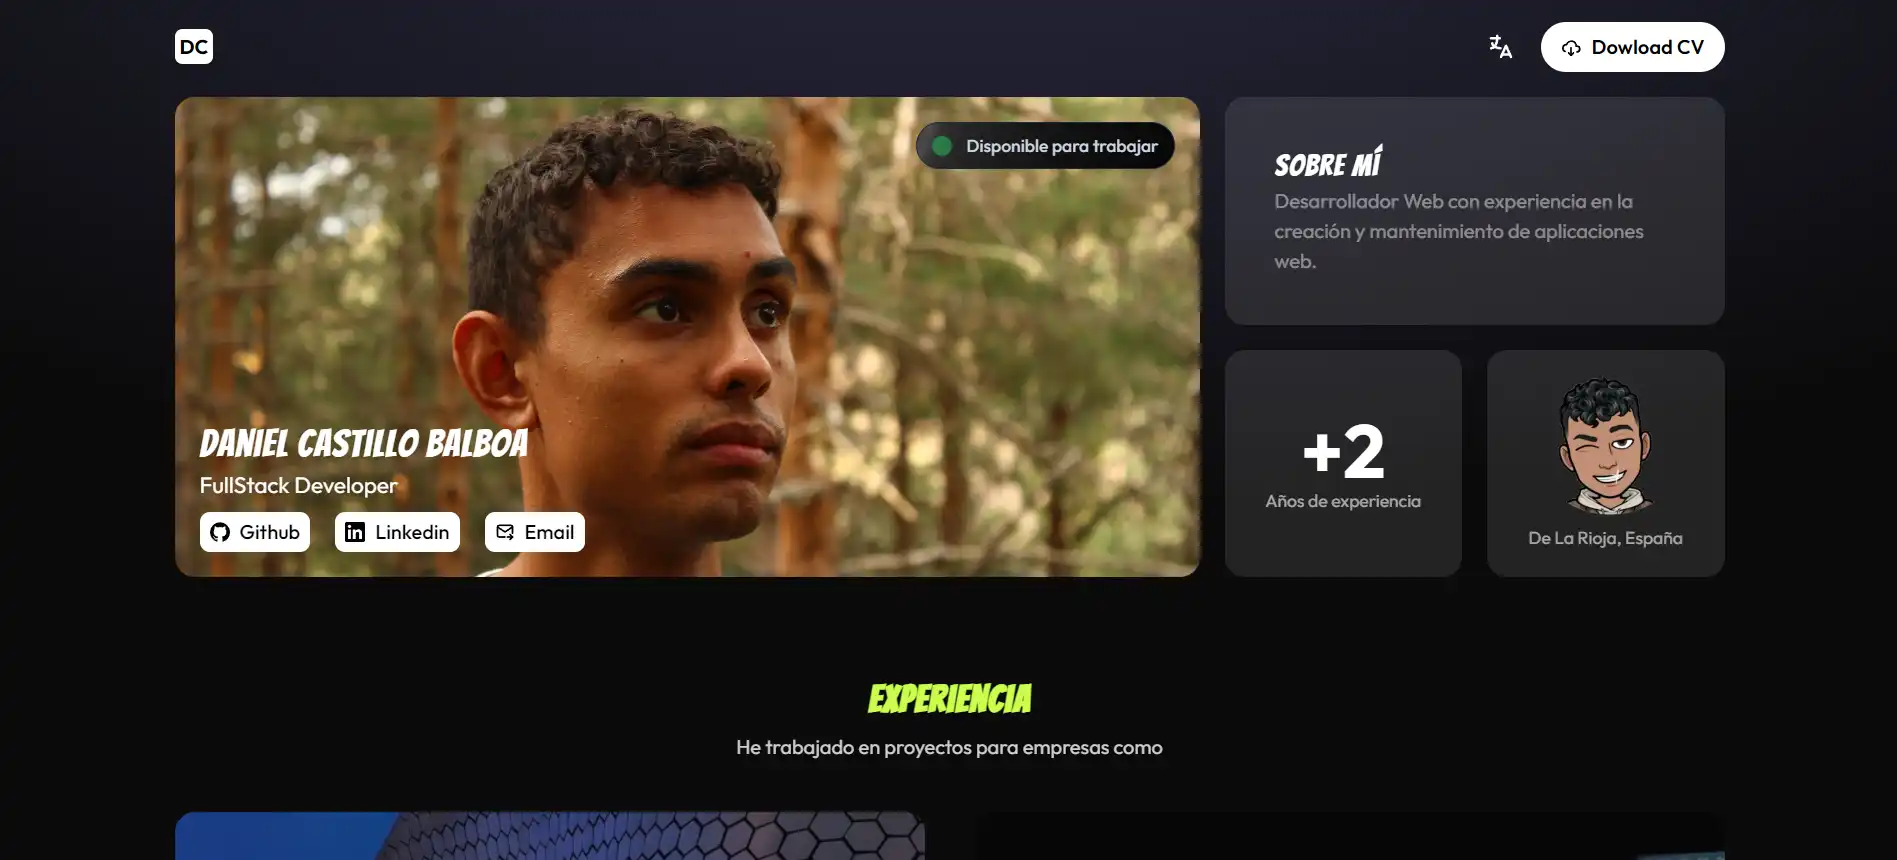 DC
Dowload CV
Disponible para trabajar
DANIEL CASTILLO BALBOA
FullStack Developer
Github
Linkedin
Email
SOBRE MÍ
Desarrollador Web con experiencia en la
creación y mantenimiento de aplicaciones
web.
+2
Años de experiencia
De La Rioja, España
EXPERIENCIA
He trabajado en proyectos para empresas como